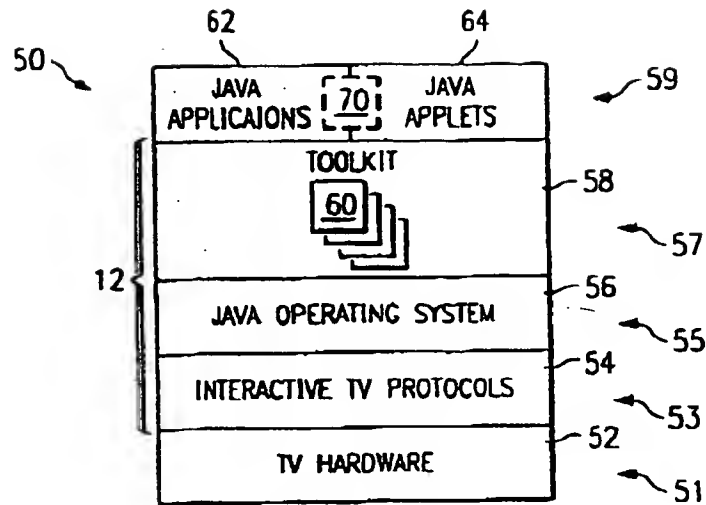 62 64
50 59
JAVA APPLICAIONS 70 JAVA APPLETS
TOOLKIT
58
60
57
12
56
JAVA OPERATING SYSTEM
55
54
INTERACTIVE TV PROTOCOLS
53
52
TV HARDWARE
51